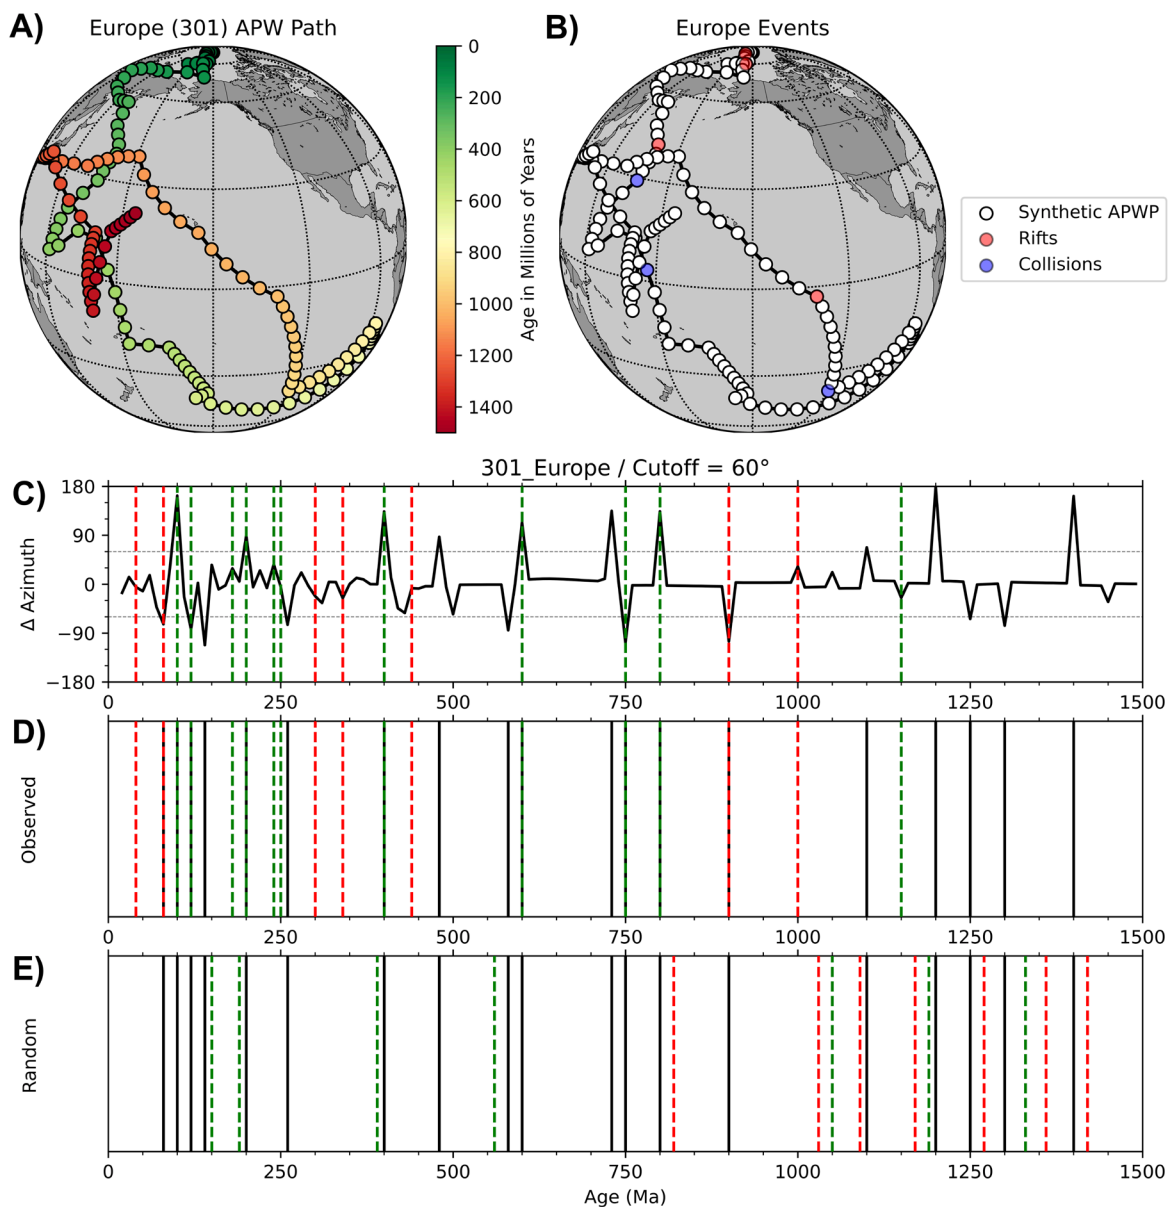 A)
Europe (301) APW Path
0
200
400
600
800
1000
1200
1400
Age in Millions of Years
B)
Europe Events
Synthetic APWP
Rifts
Collisions
301_Europe / Cutoff = 60°
C)
180
90
0
−90
−180
Δ Azimuth
0 250 500 750 1000 1250 1500
D)
Observed
0 250 500 750 1000 1250 1500
E)
Random
0 250 500 750 1000 1250 1500
Age (Ma)